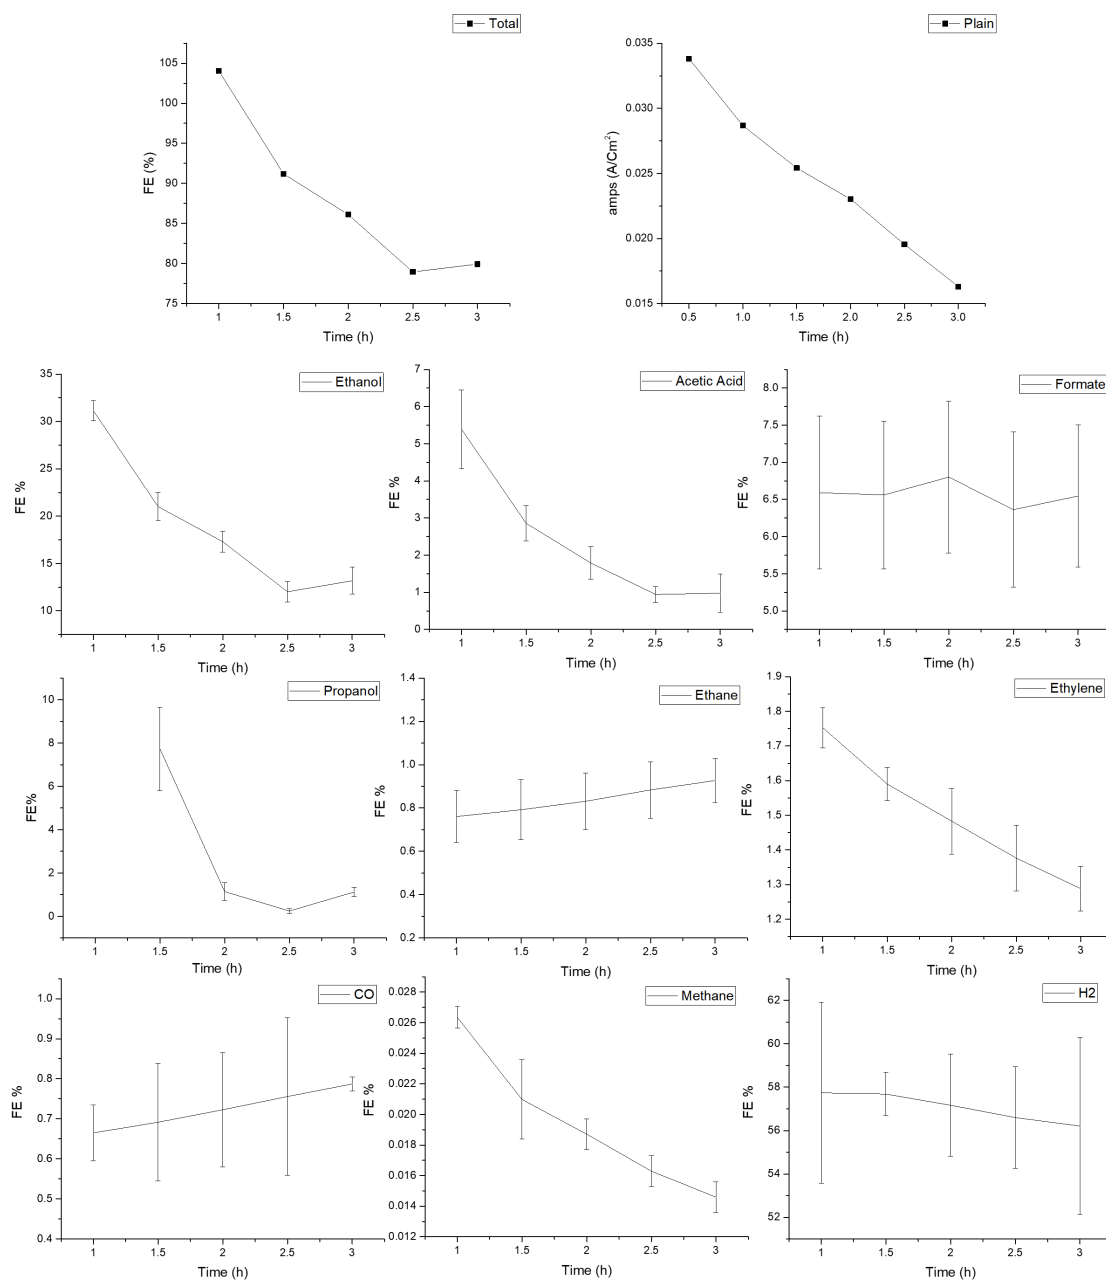 Total
FE (%)
105
100
95
90
85
80
75
1 1.5 2 2.5 3
Time (h)
Plain
amps (A/Cm²)
0.035
0.030
0.025
0.020
0.015
0.5 1.0 1.5 2.0 2.5 3.0
Time (h)
Ethanol
FE %
35
30
25
20
15
10
1 1.5 2 2.5 3
Time (h)
Acetic Acid
FE %
7
6
5
4
3
2
1
0
1 1.5 2 2.5 3
Time (h)
Formate
FE %
8.0
7.5
7.0
6.5
6.0
5.5
5.0
1 1.5 2 2.5 3
Time (h)
Propanol
FE%
10
8
6
4
2
0
1 1.5 2 2.5 3
Time (h)
Ethane
FE %
1.4
1.2
1.0
0.8
0.6
0.4
0.2
1 1.5 2 2.5 3
Time (h)
Ethylene
FE %
1.9
1.8
1.7
1.6
1.5
1.4
1.3
1.2
1 1.5 2 2.5 3
Time (h)
CO
FE %
1.0
0.9
0.8
0.7
0.6
0.5
0.4
1 1.5 2 2.5 3
Time (h)
Methane
FE %
0.028
0.026
0.024
0.022
0.020
0.018
0.016
0.014
0.012
1 1.5 2 2.5 3
Time (h)
H2
FE %
62
60
58
56
54
52
1 1.5 2 2.5 3
Time (h)